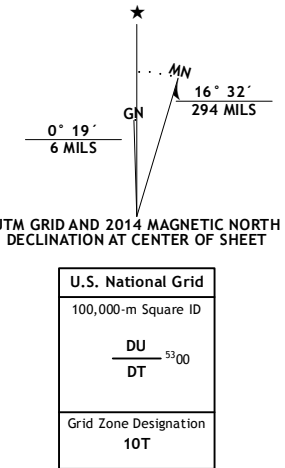 ★
MN
GN
16° 32´
294 MILS
0° 19´
6 MILS
UTM GRID AND 2014 MAGNETIC NORTH
DECLINATION AT CENTER OF SHEET
U.S. National Grid
100,000-m Square ID
DU
5300
DT
Grid Zone Designation
10T